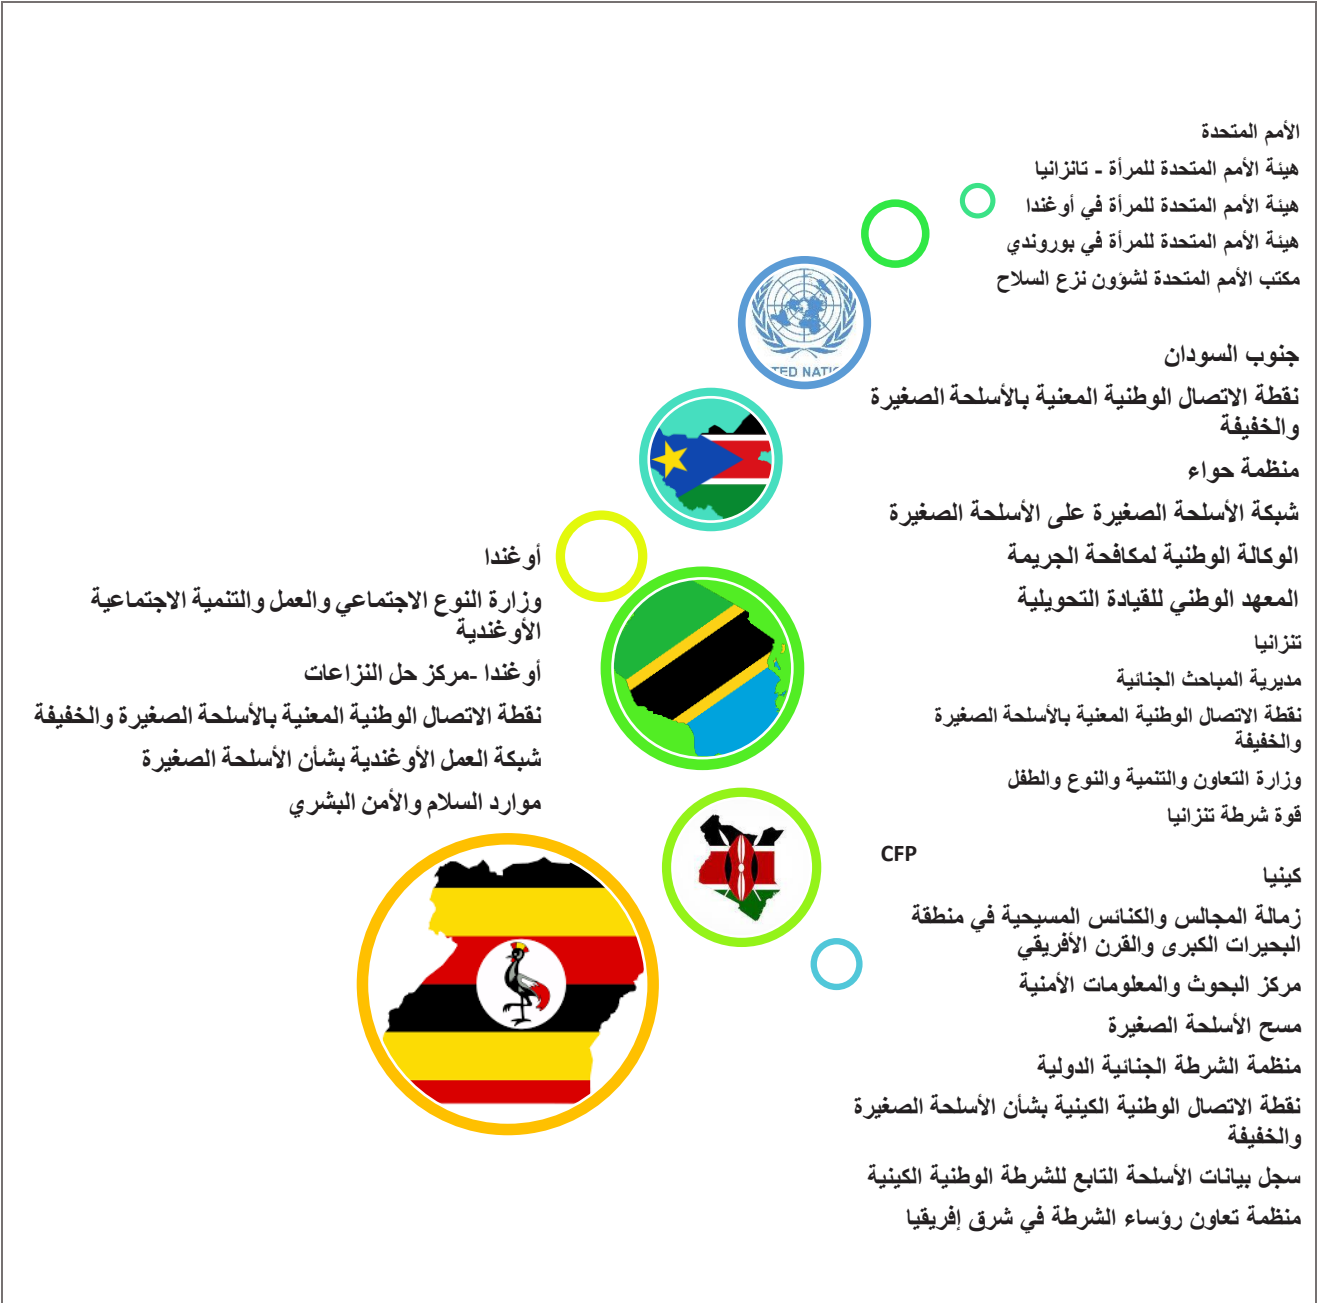 الأمم المتحدة
هيئة الأمم المتحدة للمرأة - تانزانيا
هيئة الأمم المتحدة للمرأة في أوغندا
هيئة الأمم المتحدة للمرأة في بوروندي
مكتب الأمم المتحدة لشؤون نزع السلاح
TED NATI
جنوب السودان
نقطة الاتصال الوطنية المعنية بالأسلحة الصغيرة
والخفيفة
منظمة حواء
شبكة الأسلحة الصغيرة على الأسلحة الصغيرة
الوكالة الوطنية لمكافحة الجريمة
المعهد الوطني للقيادة التحويلية
تنزانيا
مديرية المباحث الجنائية
نقطة الاتصال الوطنية المعنية بالأسلحة الصغيرة
والخفيفة
وزارة التعاون والتنمية والنوع والطفل
قوة شرطة تنزانيا
CFP
كينيا
زمالة المجالس والكنائس المسيحية في منطقة
البحيرات الكبرى والقرن الأفريقي
مركز البحوث والمعلومات الأمنية
مسح الأسلحة الصغيرة
منظمة الشرطة الجنائية الدولية
نقطة الاتصال الوطنية الكينية بشأن الأسلحة الصغيرة
والخفيفة
سجل بيانات الأسلحة التابع للشرطة الوطنية الكينية
منظمة تعاون رؤساء الشرطة في شرق إفريقيا
أوغندا
وزارة النوع الاجتماعي والعمل والتنمية الاجتماعية
الأوغندية
أوغندا -مركز حل النزاعات
نقطة الاتصال الوطنية المعنية بالأسلحة الصغيرة والخفيفة
شبكة العمل الأوغندية بشأن الأسلحة الصغيرة
موارد السلام والأمن البشري